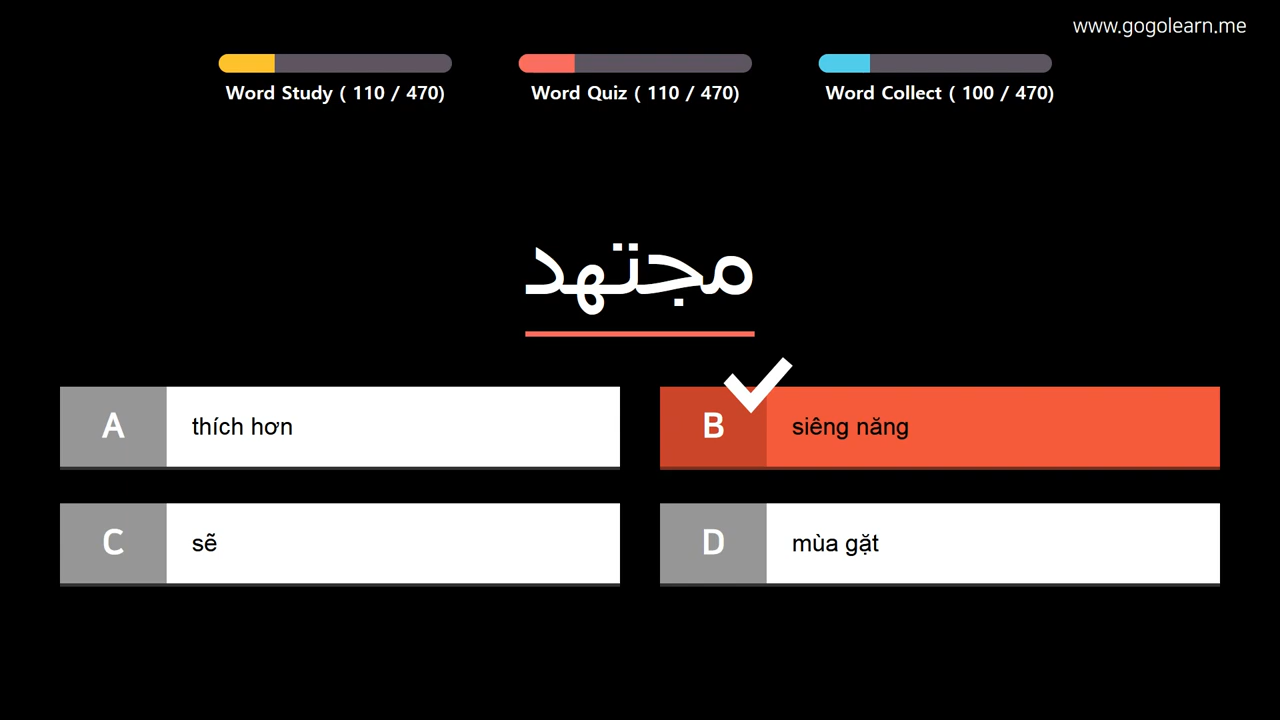 www.gogolearn.me
Word Study ( 110 / 470)
Word Quiz ( 110 / 470)
Word Collect ( 100 / 470)
مجتهد
A
thích hơn
B
siêng năng
C
sẽ
D
mùa gặt